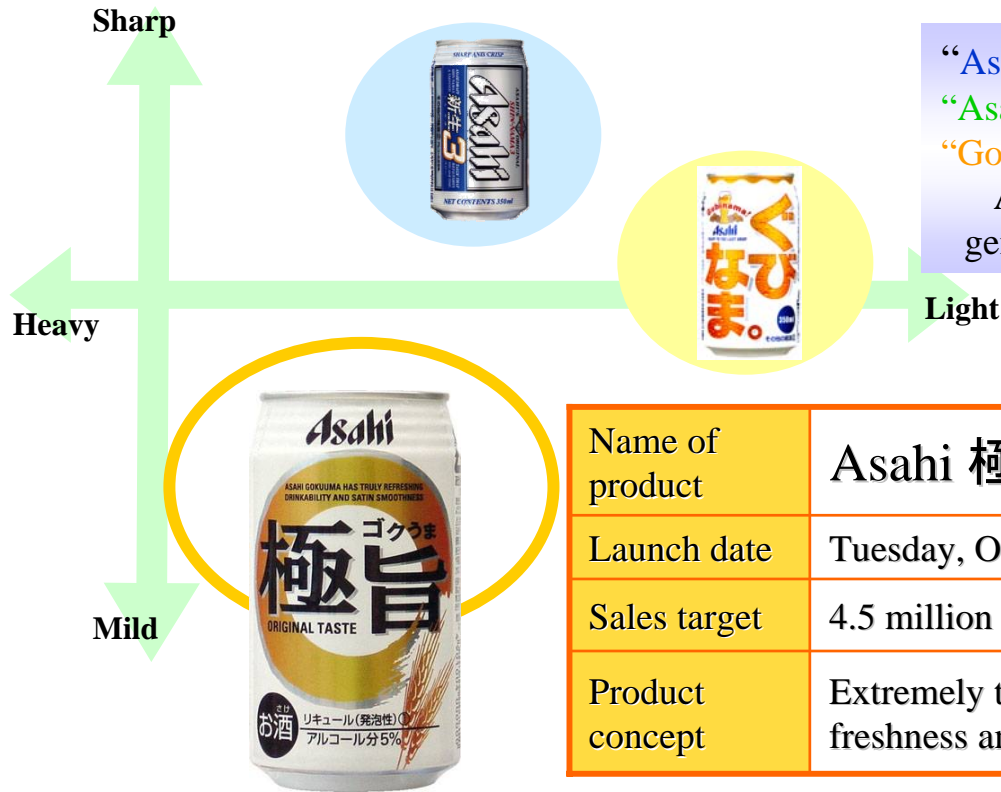 Sharp
SHARP AND CRISP
Asahi
新生3
NET CONTENTS 350ml
“As
“Asa
“Go
A
ge
Gubinama!
Asahi
ぐび
なま。
350ml
Heavy
Light
Asahi
ASAHI GOKUUMA HAS TRULY REFRESHING
DRINKABILITY AND SATIN SMOOTHNESS
ゴクうま
極旨
ORIGINAL TASTE
さけ
お酒
リキュール(発泡性)①
アルコール分5%
Mild
Name of
product
Asahi 極
Launch date
Tuesday, O
Sales target
4.5 million
Product
concept
Extremely t
freshness a